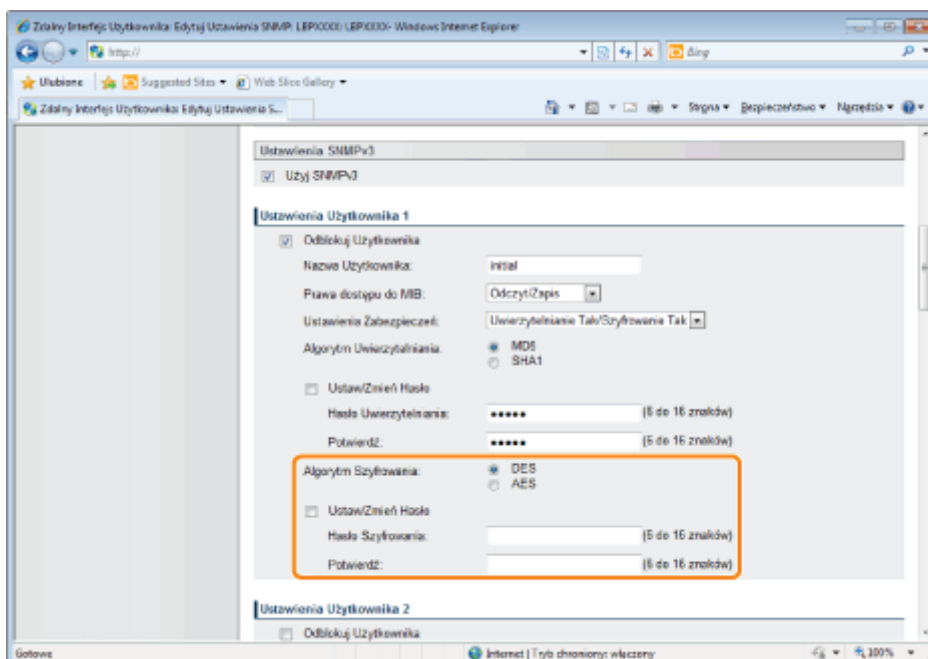 Zdalny Interfejs Użytkownika: Edytuj Ustawienia SNMP: LBPXXXX: LBPXXXX- Windows Internet Explorer
http://
Bing
Ulubione Suggested Sites Web Slice Gallery
Zdalny Interfejs Użytkownika: Edytuj Ustawienia S...
Strona Bezpieczeństwo Narzędzia
Ustawienia SNMPv3
Użyj SNMPv3
Ustawienia Użytkownika 1
Odblokuj Użytkownika
Nazwa Użytkownika: initial
Prawa dostępu do MIB: Odczyt/Zapis
Ustawienia Zabezpieczeń: Uwierzytelnianie Tak/Szyfrowanie Tak
Algorytm Uwierzytelniania: MD5
SHA1
Ustaw/Zmień Hasło
Hasło Uwierzytelniania: ••••• (6 do 16 znaków)
Potwierdź: ••••• (6 do 16 znaków)
Algorytm Szyfrowania: DES
AES
Ustaw/Zmień Hasło
Hasło Szyfrowania: (6 do 16 znaków)
Potwierdź: (6 do 16 znaków)
Ustawienia Użytkownika 2
Odblokuj Użytkownika
Gotowe Internet | Tryb chroniony: włączony 100%